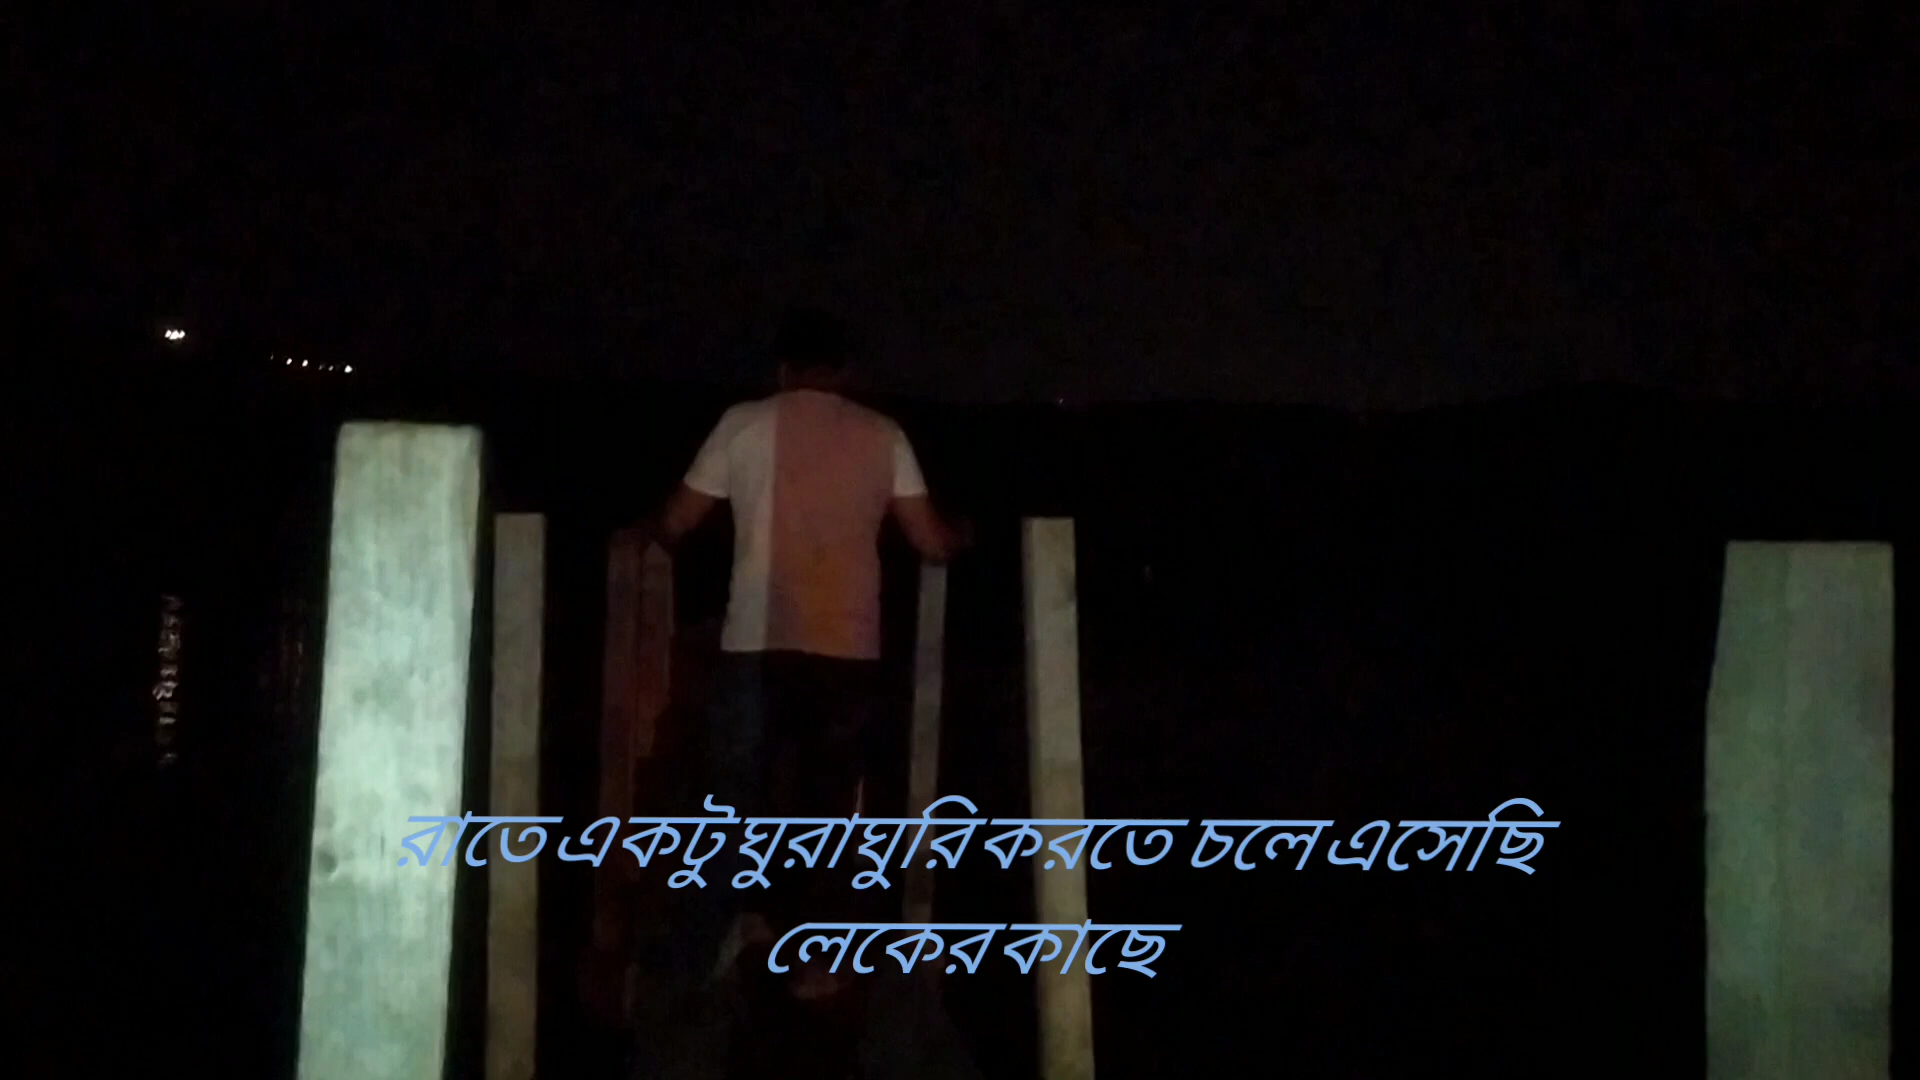 রাতে একটু ঘুরাঘুরি করতে চলে এসেছি
লেকের কাছে